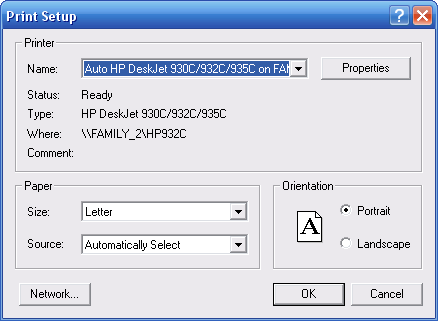 Print Setup
Printer
Name: Auto HP DeskJet 930C/932C/935C on FAM Properties
Status: Ready
Type: HP DeskJet 930C/932C/935C
Where: \\FAMILY_2\HP932C
Comment:
Paper
Size: Letter
Source: Automatically Select
Orientation
A
Portrait
Landscape
Network...
OK
Cancel